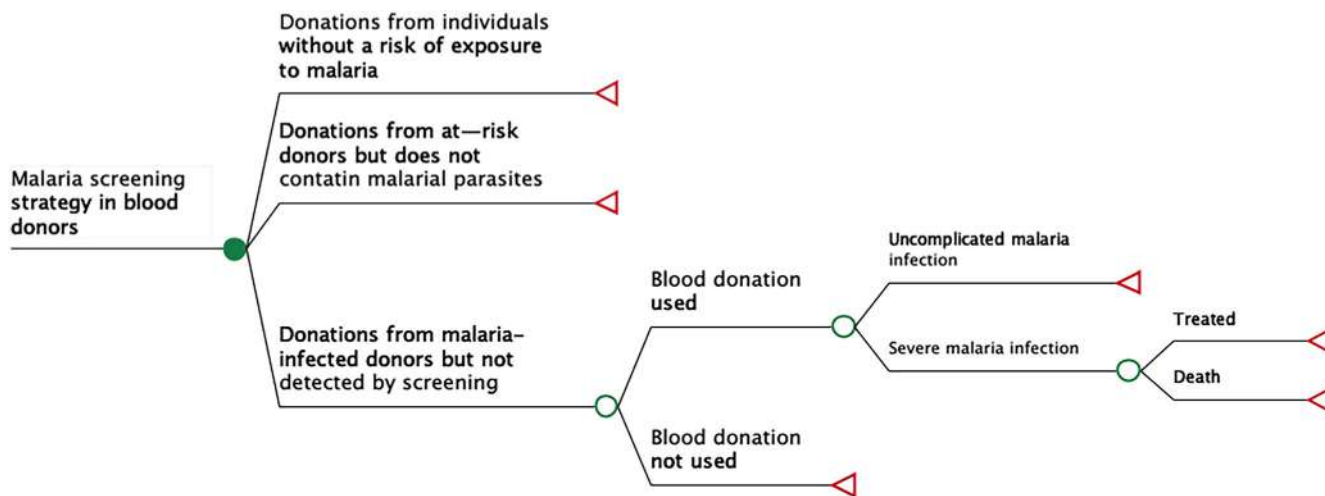 Donations from individuals
without a risk of exposure
to malaria
Donations from at—risk
donors but does not
contatin malarial parasites
Malaria screening
strategy in blood
donors
Donations from malaria-
infected donors but not
detected by screening
Blood donation
used
Uncomplicated malaria
infection
Severe malaria infection
Treated
Death
Blood donation
not used